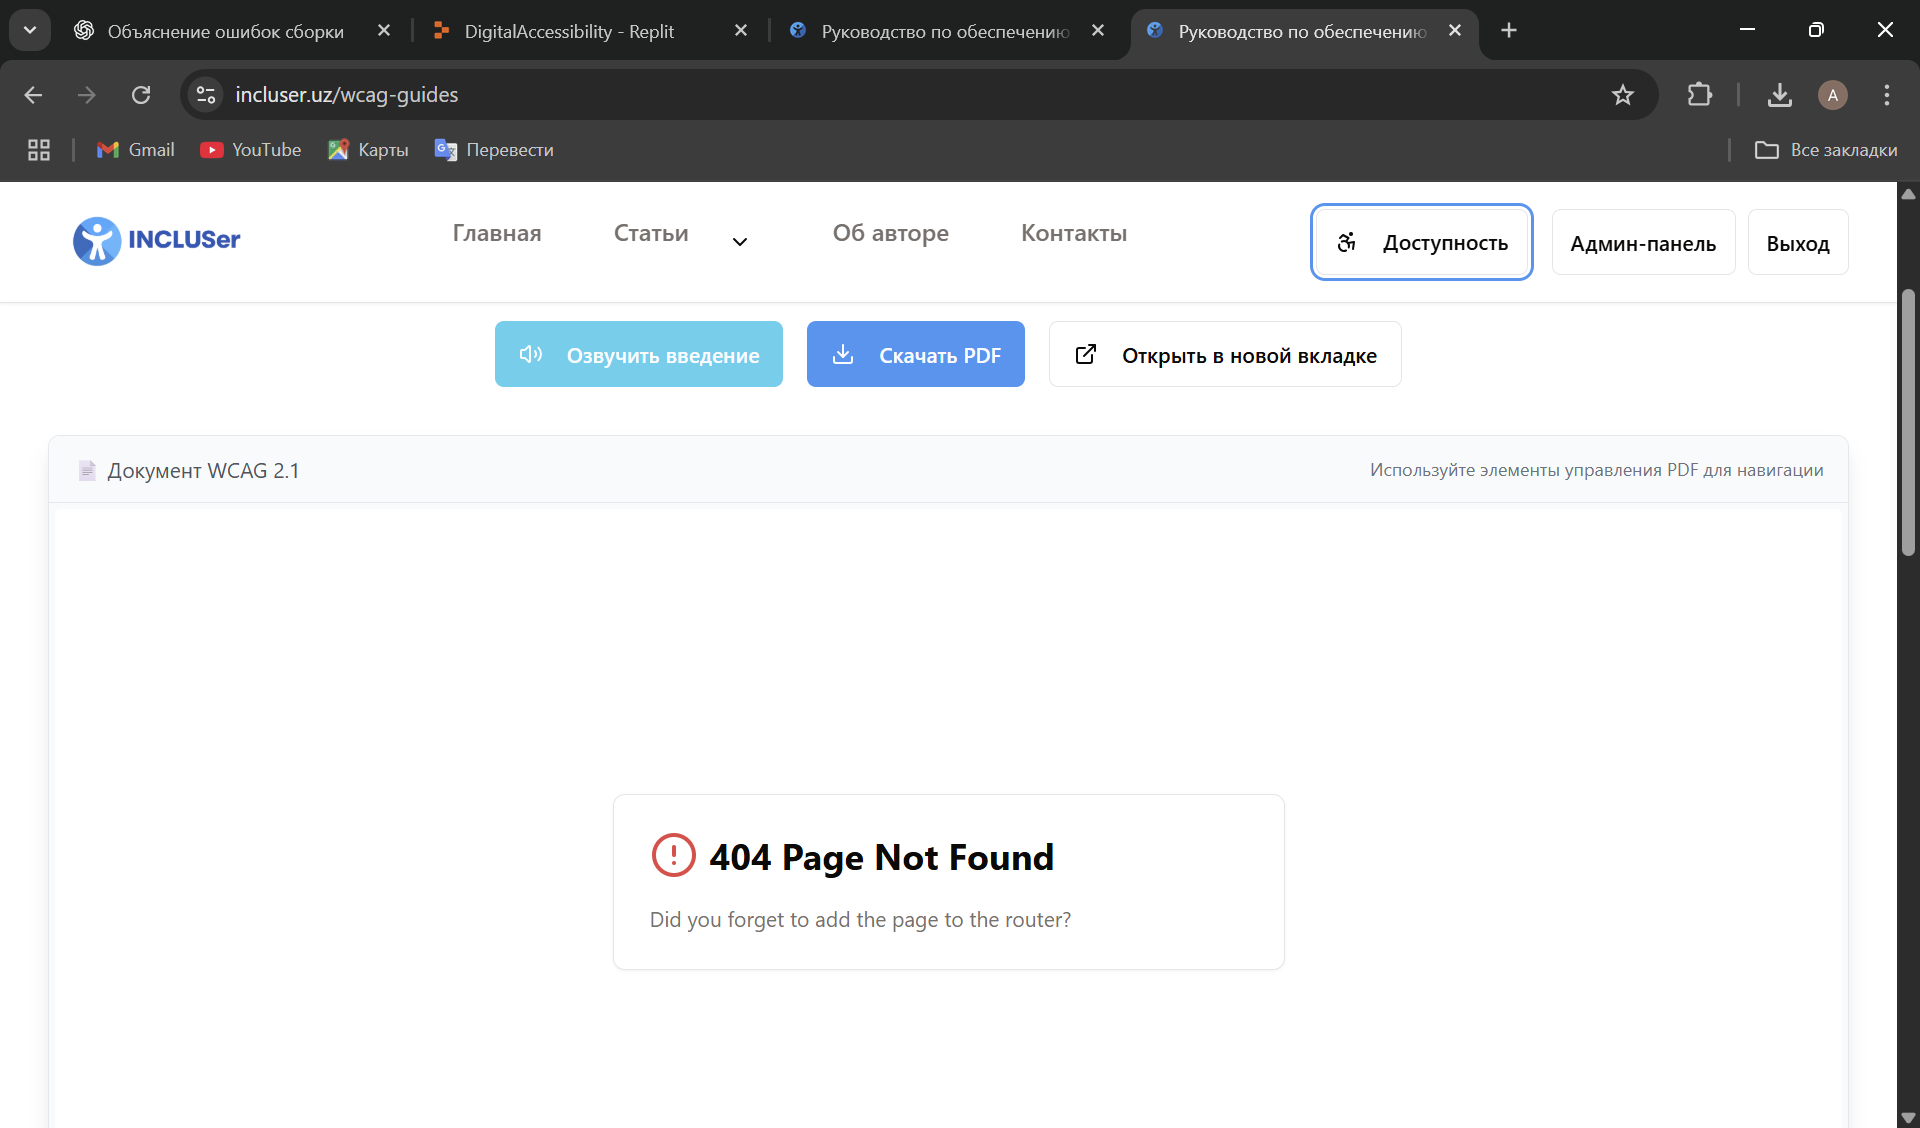 Объяснение ошибок сборки
DigitalAccessibility - Replit
Руководство по обеспечению
Руководство по обеспечению
incluser.uz/wcag-guides
A
Gmail
YouTube
Карты
Перевести
Все закладки
INCLUSer
Главная
Статьи
Об авторе
Контакты
Доступность
Админ-панель
Выход
Озвучить введение
Скачать PDF
Открыть в новой вкладке
Документ WCAG 2.1
Используйте элементы управления PDF для навигации
404 Page Not Found
Did you forget to add the page to the router?